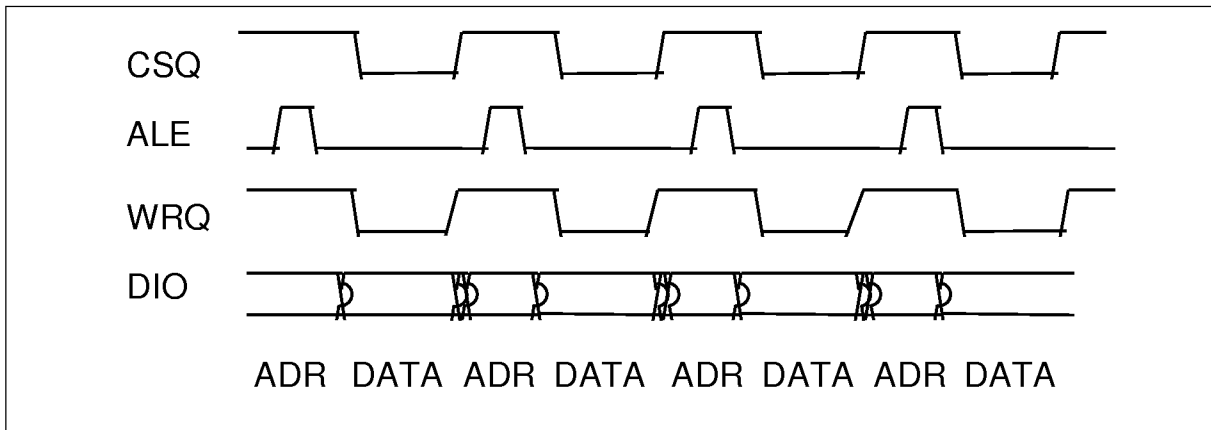 CSQ
ALE
WRQ
DIO
ADR DATA ADR DATA ADR DATA ADR DATA